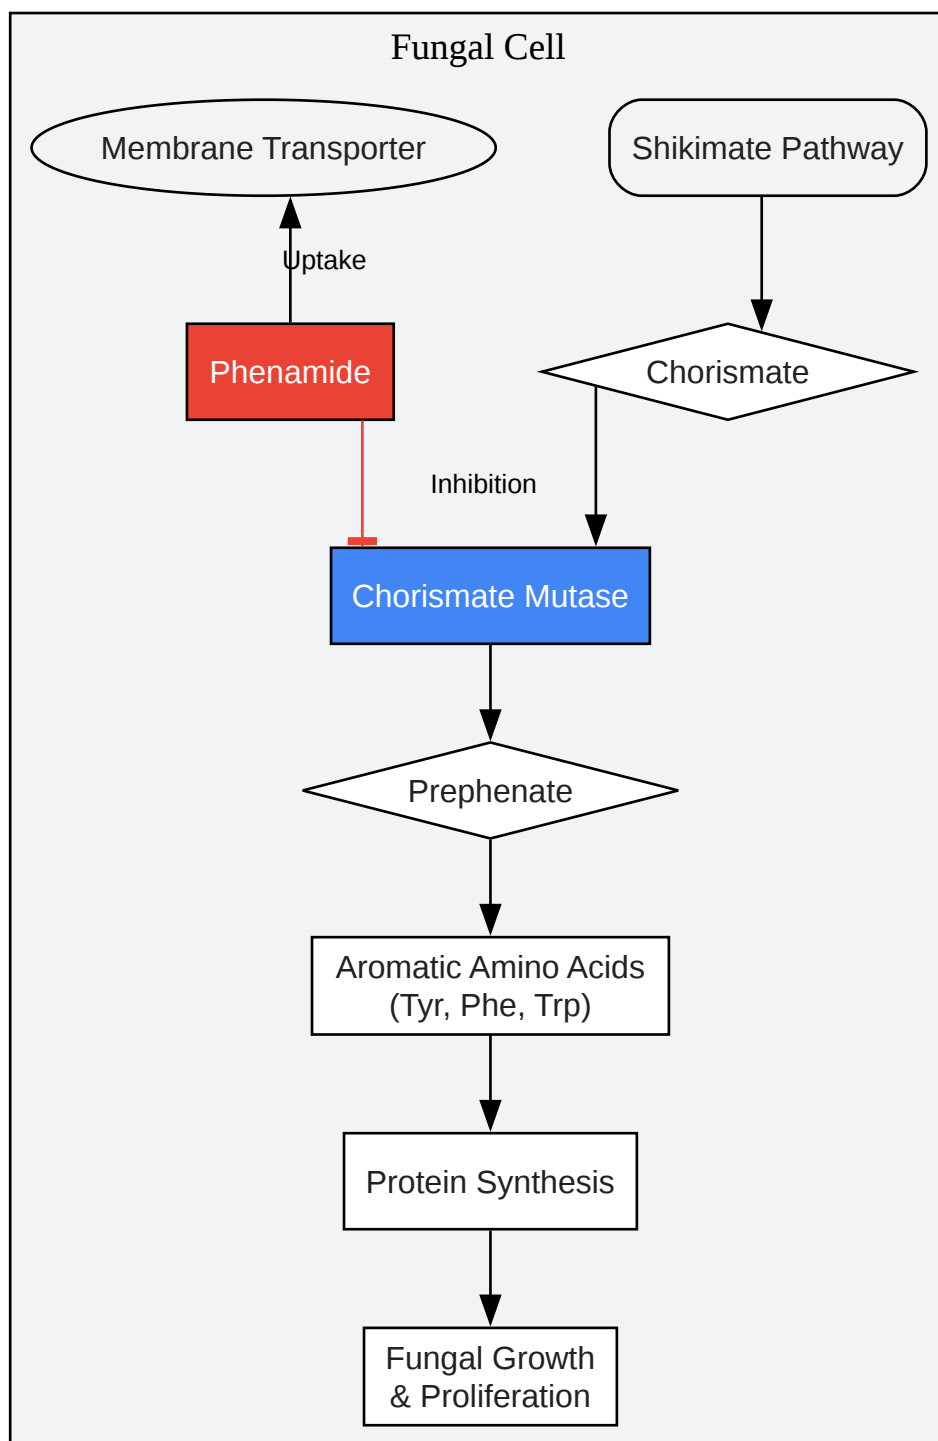 Fungal Cell
Membrane Transporter
Shikimate Pathway
Uptake
Phenamide
Chorismate
Inhibition
Chorismate Mutase
Prephenate
Aromatic Amino Acids
(Tyr, Phe, Trp)
Protein Synthesis
Fungal Growth
& Proliferation